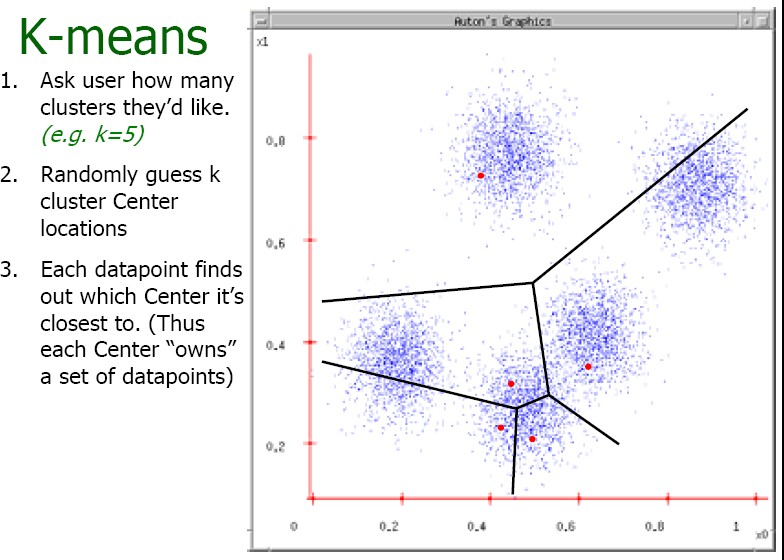 K-means
1. Ask user how many
clusters they’d like.
(e.g. k=5)
2. Randomly guess k
cluster Center
locations
3. Each datapoint finds
out which Center it’s
closest to. (Thus
each Center “owns”
a set of datapoints)
Auton's Graphics
x1
0.8
0.6
0.4
0.2
0 0.2 0.4 0.6 0.8 1
x0